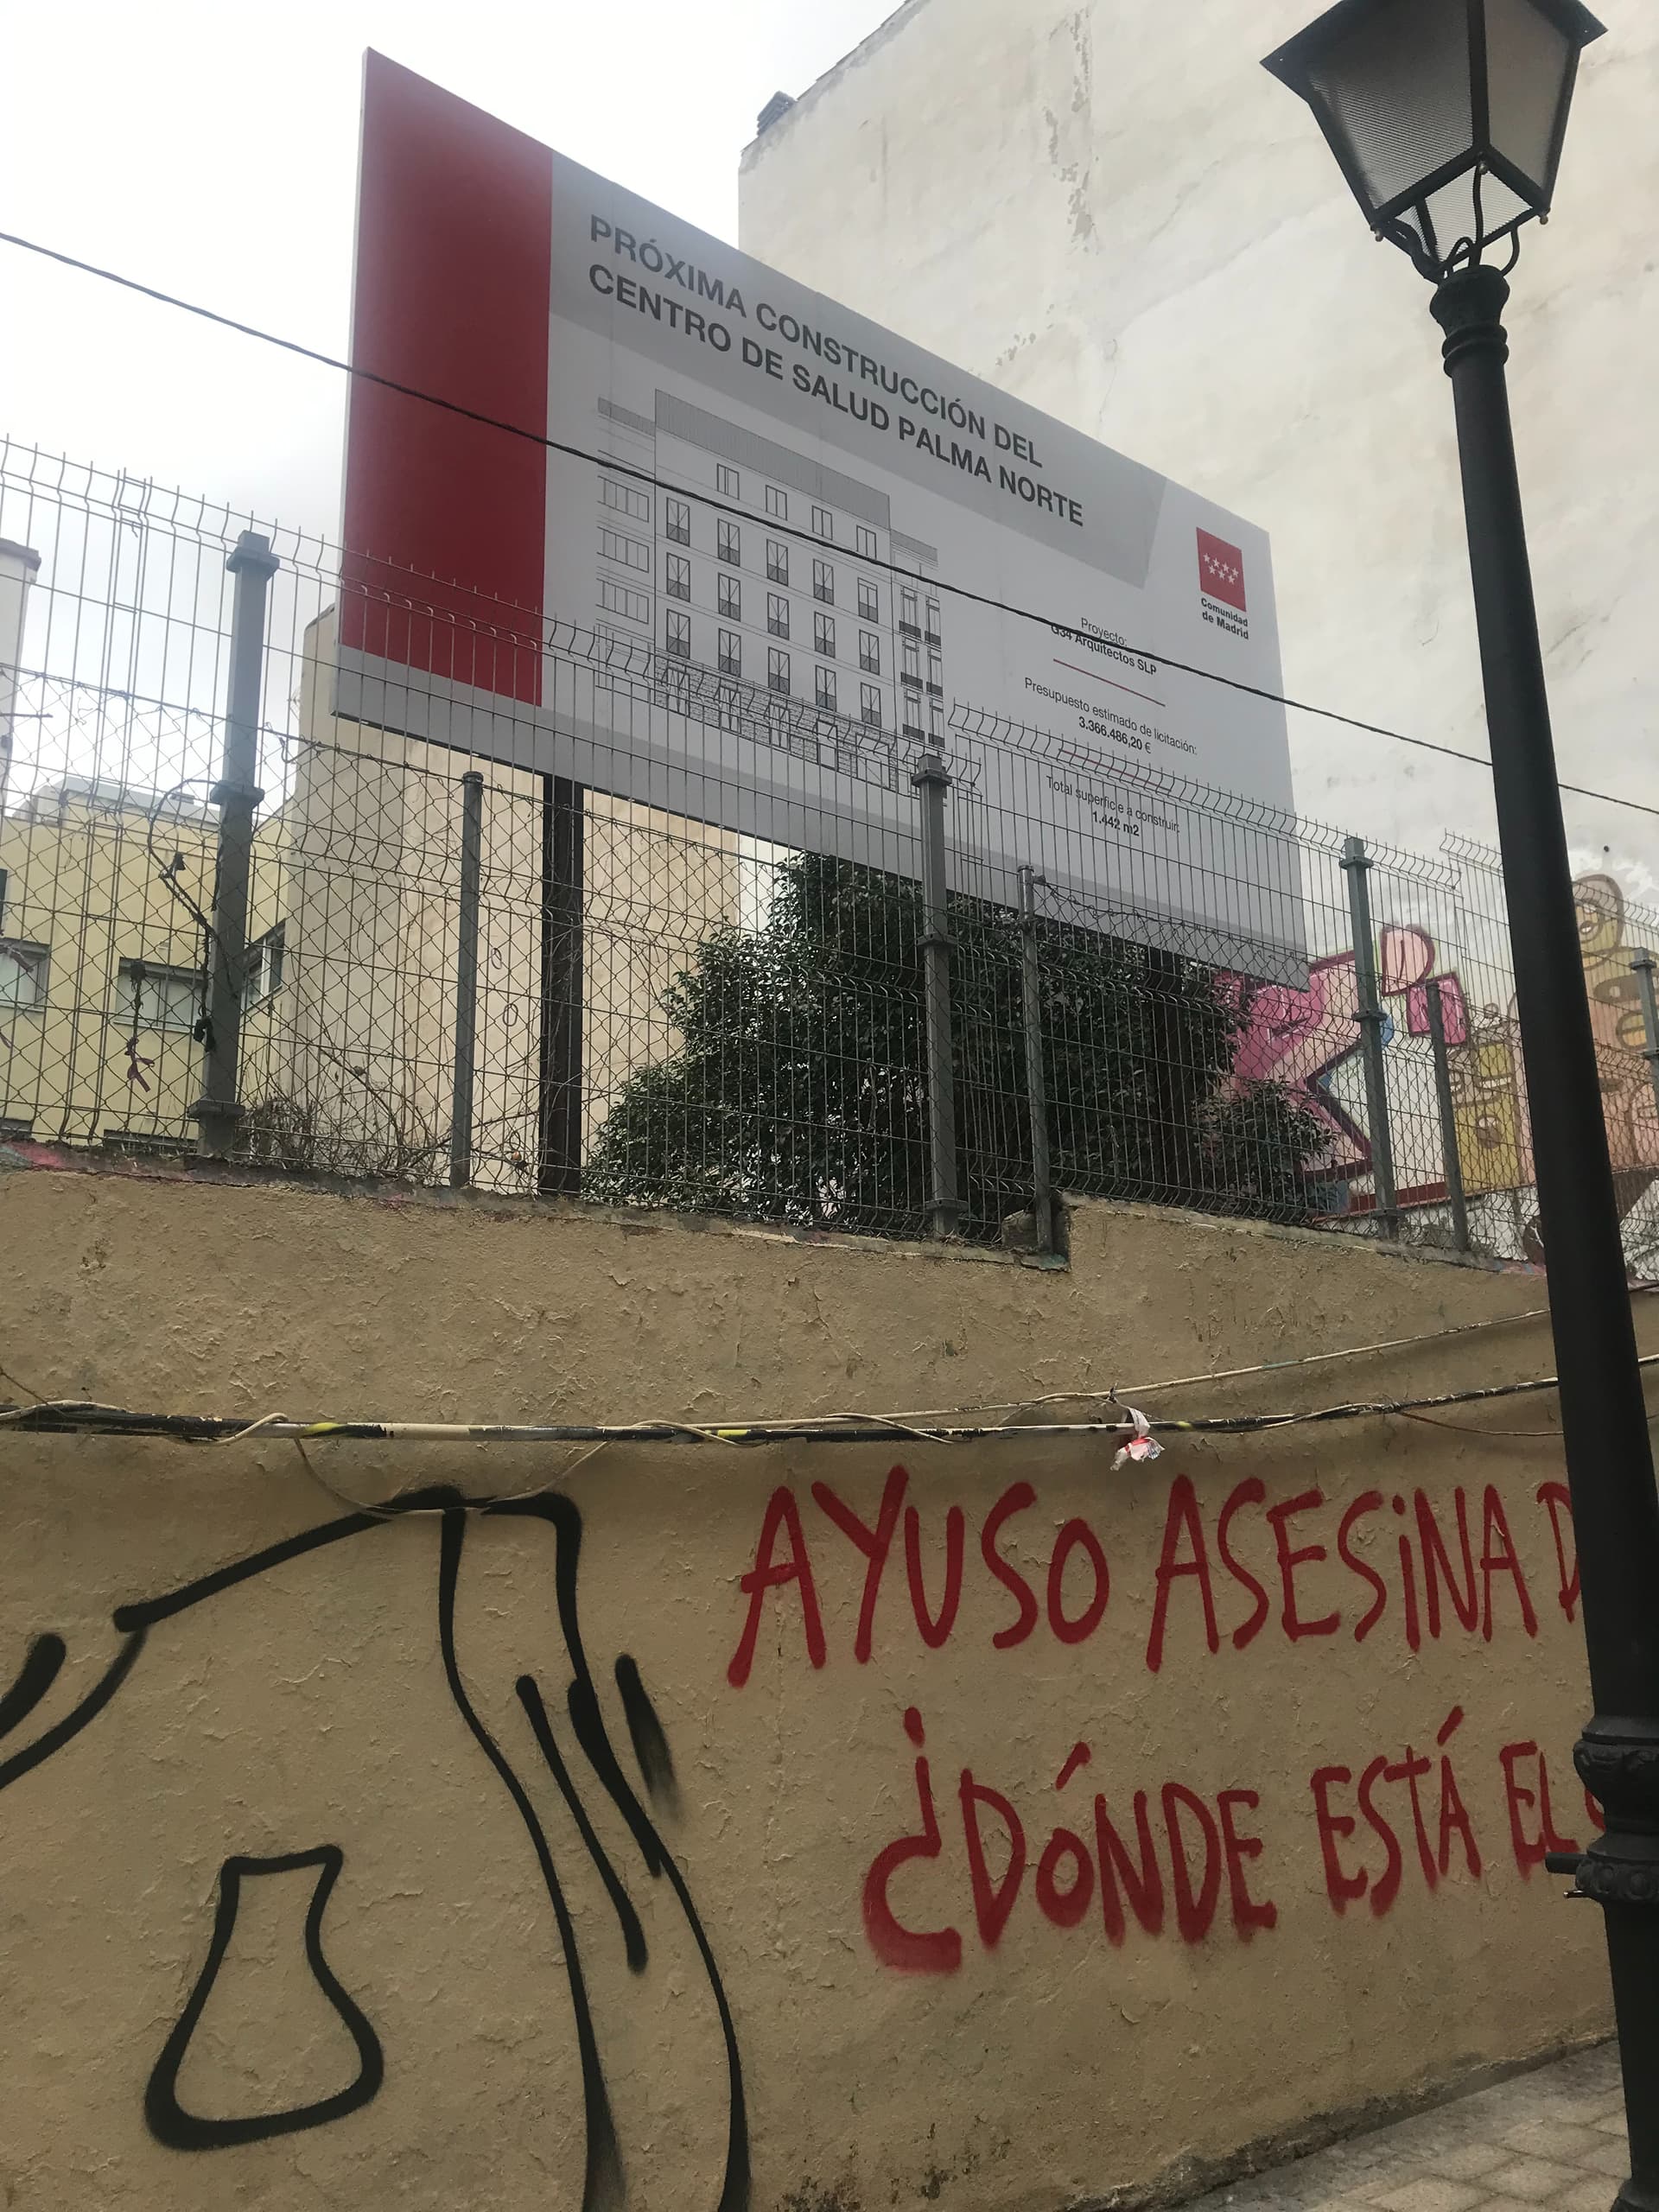 PRÓXIMA CONSTRUCCIÓN DEL
CENTRO DE SALUD PALMA NORTE
Comunidad
de Madrid
Proyecto:
G34 Arquitectos SLP
Presupuesto estimado de licitación:
3.366.486,20 €
Total superficie a construir:
1.442 m2
AYUSO ASESiNA
¿DÓNDE ESTÁ EL